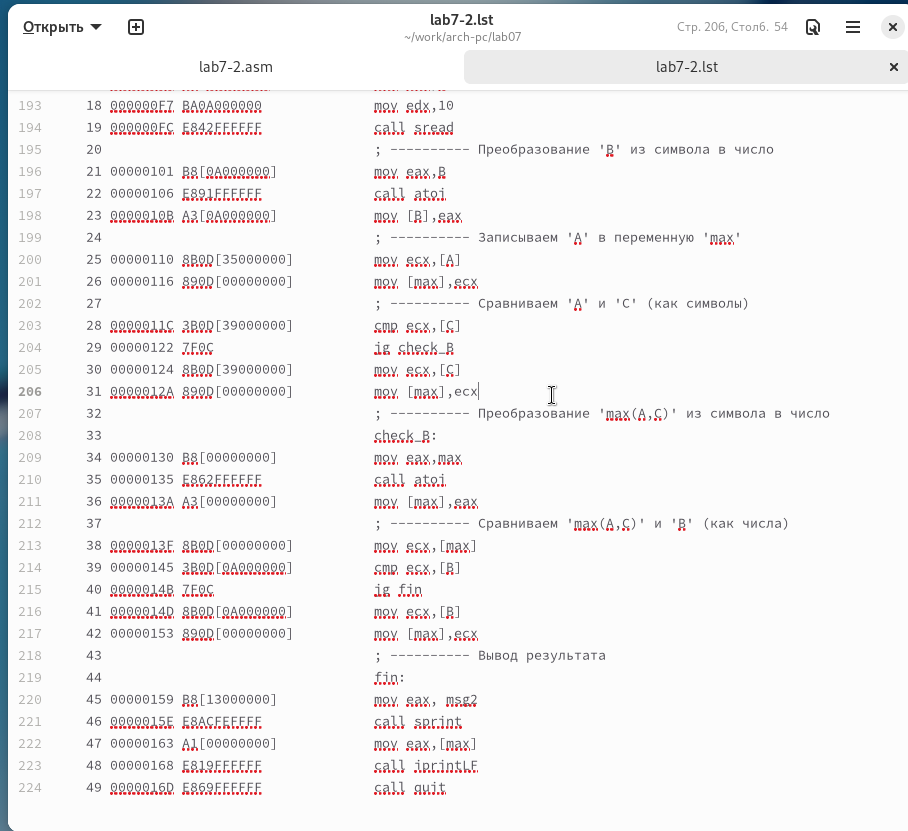 Открыть
lab7-2.lst
~/work/arch-pc/lab07
Стр. 206, Столб. 54
lab7-2.asm
lab7-2.lst
193 18 000000F7 BA0A000000 mov edx,10
194 19 000000FC E842FFFFFF call sread
195 20 ; ---------- Преобразование 'B' из символа в число
196 21 00000101 B8[0A000000] mov eax,B
197 22 00000106 E891FFFFFF call atoi
198 23 0000010B A3[0A000000] mov [B],eax
199 24 ; ---------- Записываем 'A' в переменную 'max'
200 25 00000110 8B0D[35000000] mov ecx,[A]
201 26 00000116 890D[00000000] mov [max],ecx
202 27 ; ---------- Сравниваем 'A' и 'С' (как символы)
203 28 0000011C 3B0D[39000000] cmp ecx,[C]
204 29 00000122 7F0C jg check_B
205 30 00000124 8B0D[39000000] mov ecx,[C]
206 31 0000012A 890D[00000000] mov [max],ecx
207 32 ; ---------- Преобразование 'max(A,C)' из символа в число
208 33 check_B:
209 34 00000130 B8[00000000] mov eax,max
210 35 00000135 E862FFFFFF call atoi
211 36 0000013A A3[00000000] mov [max],eax
212 37 ; ---------- Сравниваем 'max(A,C)' и 'B' (как числа)
213 38 0000013F 8B0D[00000000] mov ecx,[max]
214 39 00000145 3B0D[0A000000] cmp ecx,[B]
215 40 0000014B 7F0C jg fin
216 41 0000014D 8B0D[0A000000] mov ecx,[B]
217 42 00000153 890D[00000000] mov [max],ecx
218 43 ; ---------- Вывод результата
219 44 fin:
220 45 00000159 B8[13000000] mov eax, msg2
221 46 0000015E E8ACFEFFFF call sprint
222 47 00000163 A1[00000000] mov eax,[max]
223 48 00000168 E819FFFFFF call iprintLF
224 49 0000016D E869FFFFFF call quit